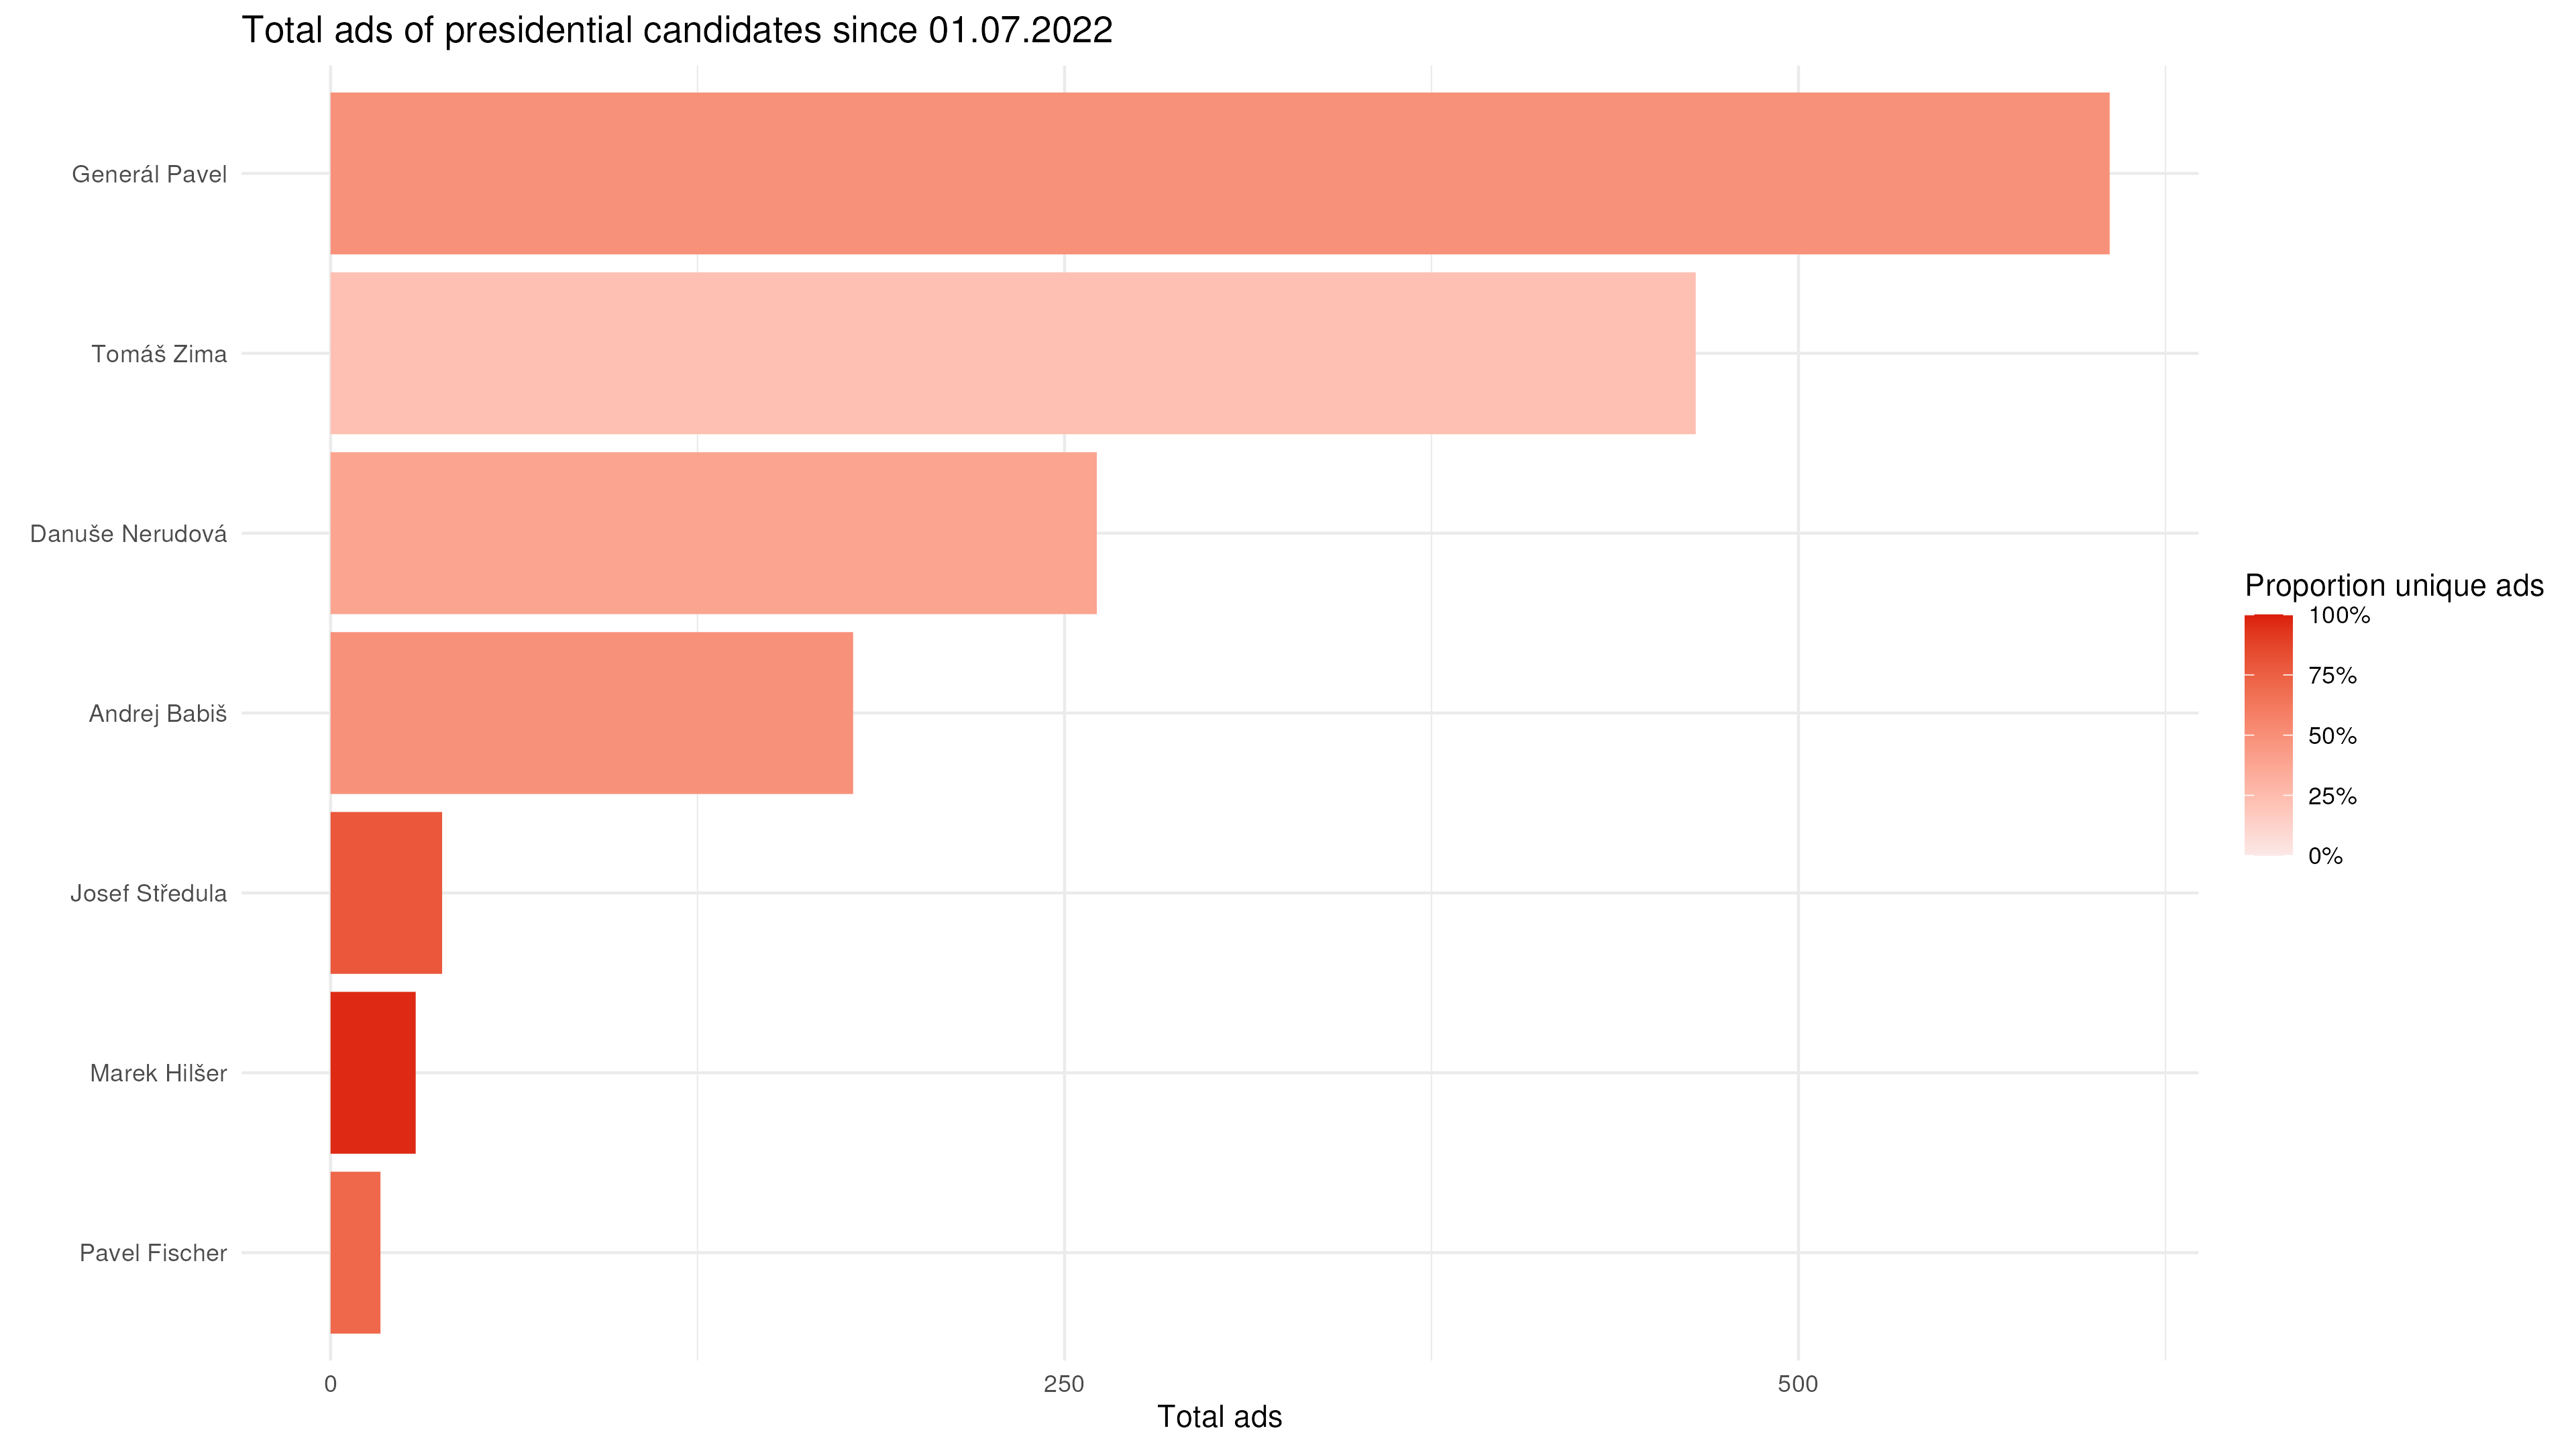 Total ads of presidential candidates since 01.07.2022
Generál Pavel
Tomáš Zima
Danuše Nerudová
Andrej Babiš
Josef Středula
Marek Hilšer
Pavel Fischer
0
250
500
Total ads
Proportion unique ads
100%
75%
50%
25%
0%